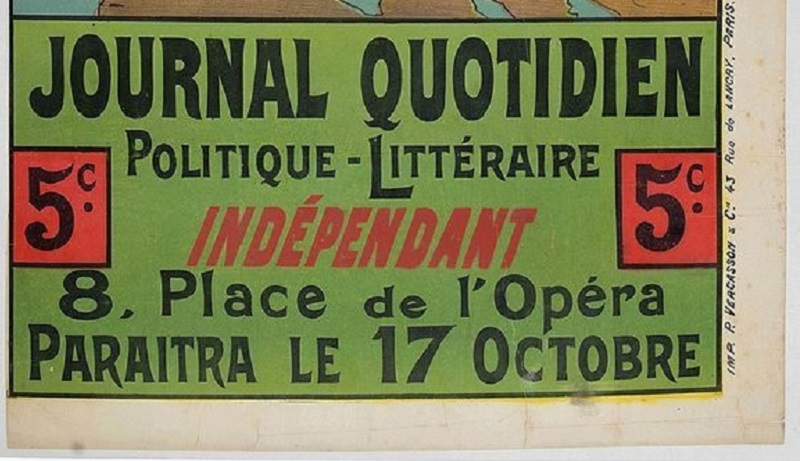 JOURNAL QUOTIDIEN
POLITIQUE-LITTÉRAIRE
5c.
5c.
INDÉPENDANT
8, Place de l'Opéra
PARAITRA LE 17 OCTOBRE
IMP. P. VERCASSON & Cie 43 Rue de LANCRY, PARIS.